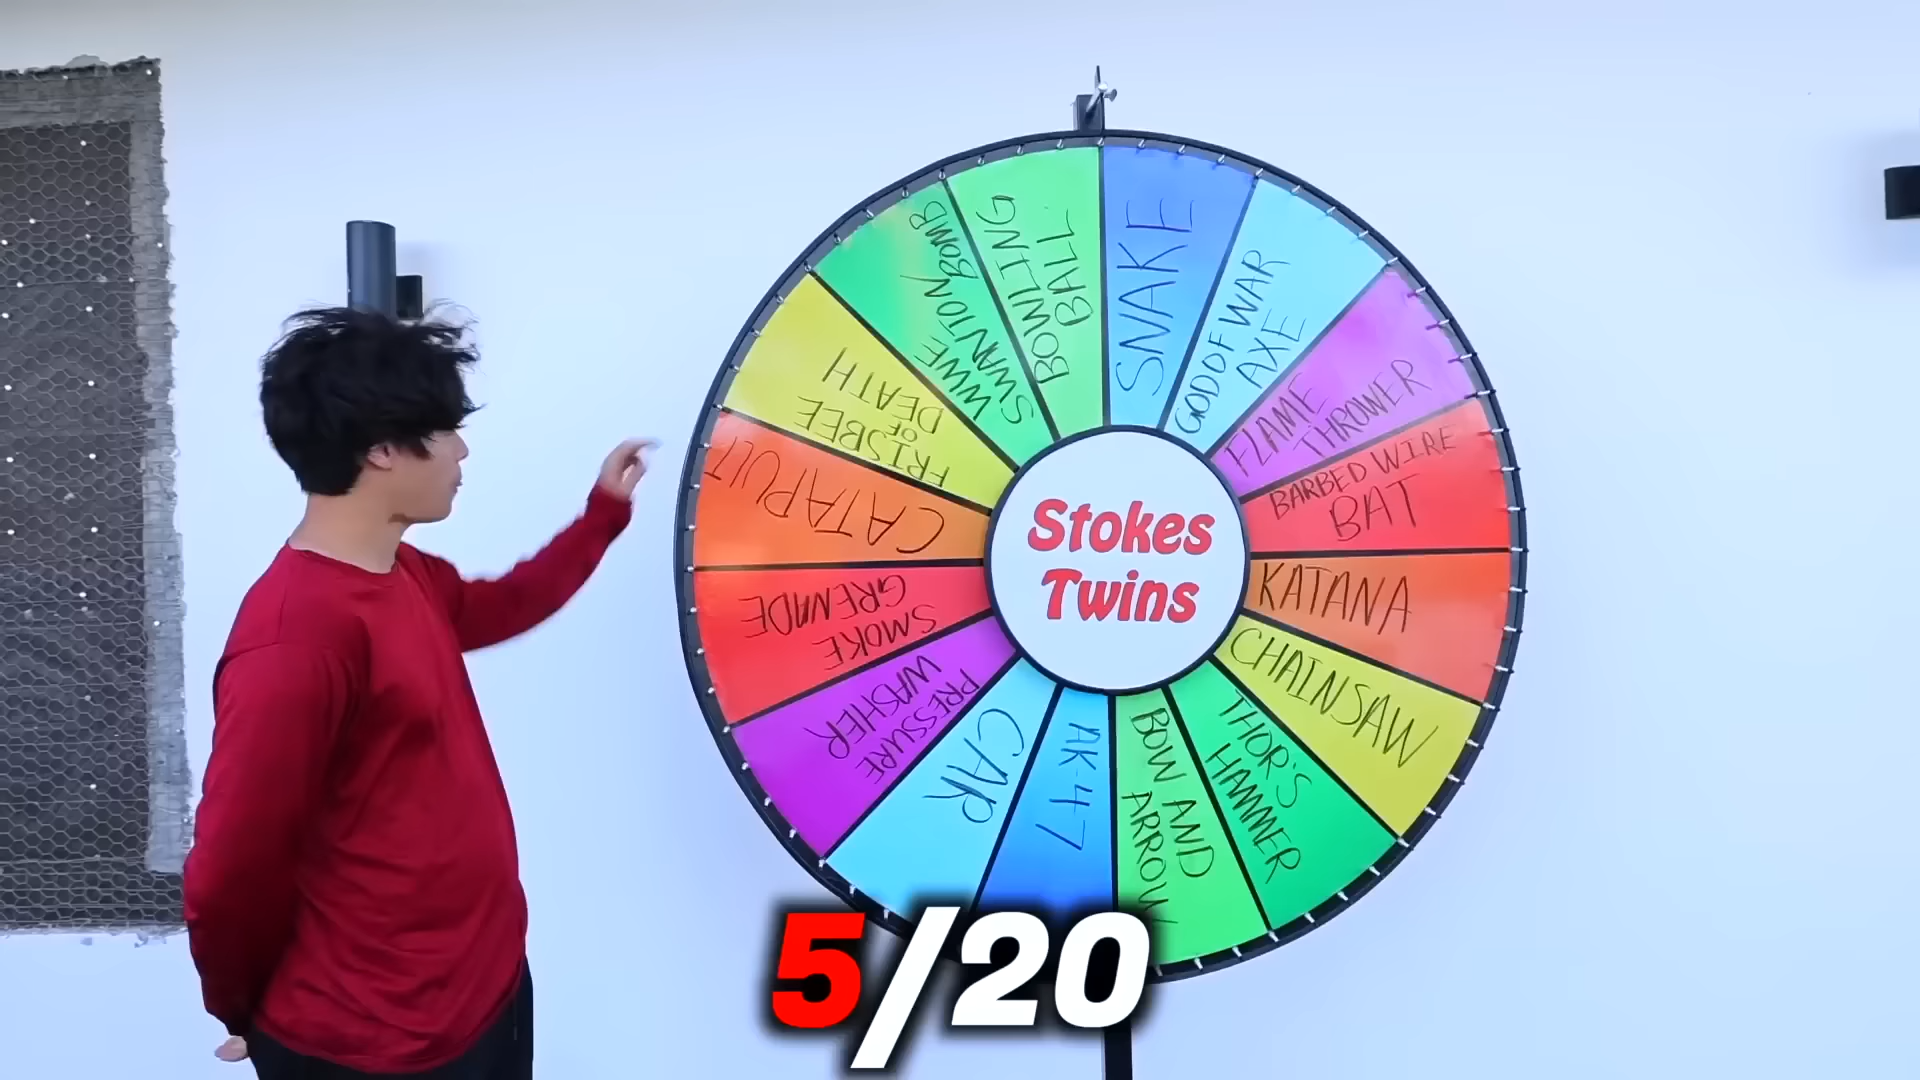 SNAKE
GOD OF WAR
AXE
FLAME
THROWER
BARBED WIRE
BAT
KATANA
CHAINSAW
THOR'S
HAMMER
BOW AND
ARROW
AK-47
CAR
PRESSURE
WASHER
SMOKE
GRENADE
CATAPULT
FRISBEE
OF
DEATH
WWE
SWANTON BOMB
BOWLING
BALL
Stokes
Twins
5/20